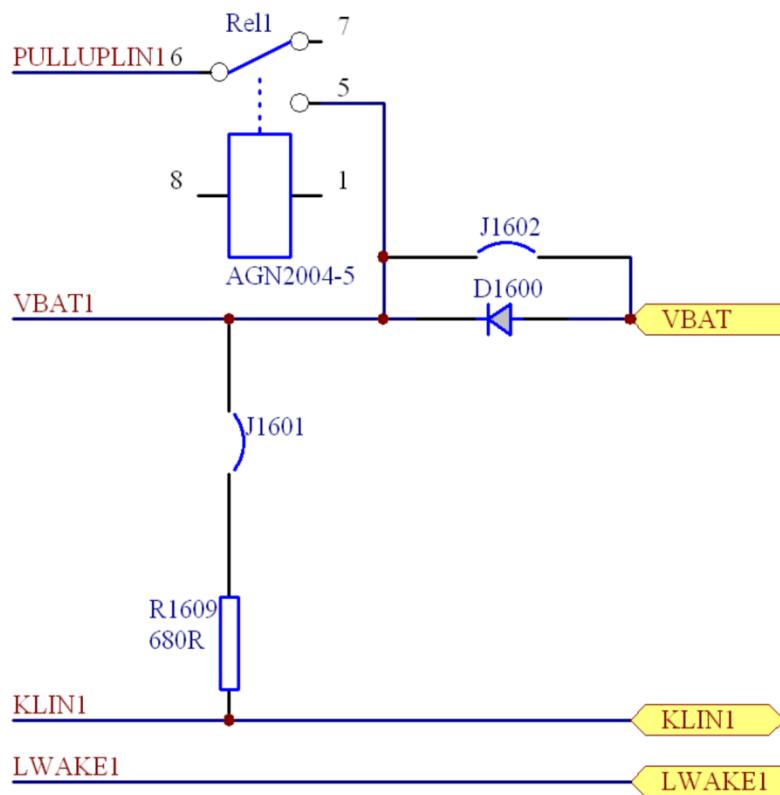 Rel1
7
PULLUPLIN1 6
5
8
1
J1602
AGN2004-5
D1600
VBAT1
VBAT
J1601
R1609
680R
KLIN1
KLIN1
LWAKE1
LWAKE1